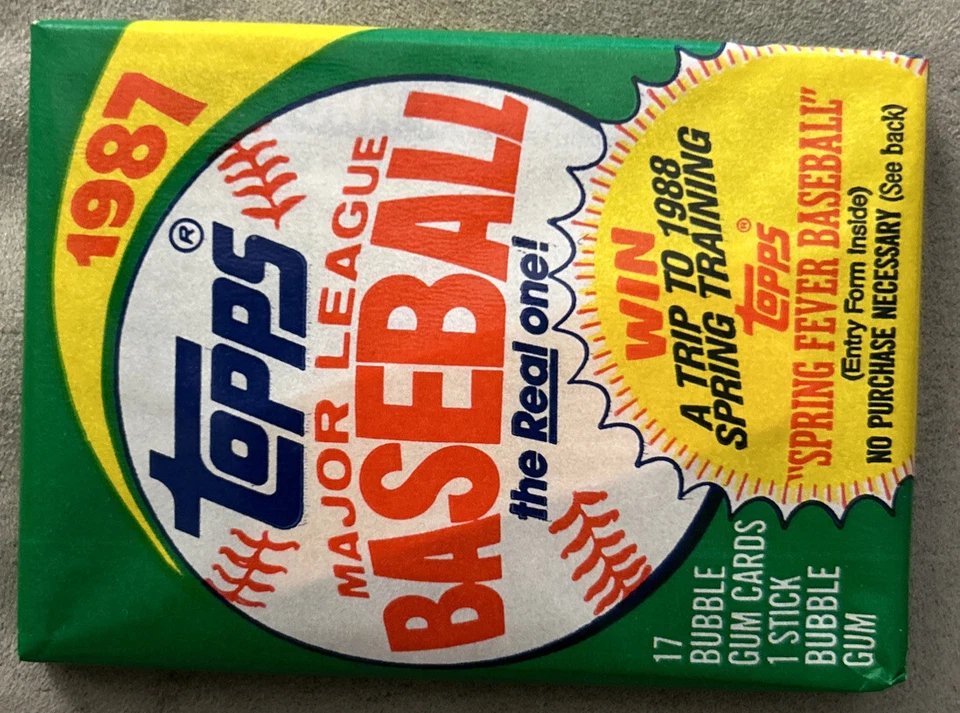 1987
Topps®
MAJOR LEAGUE
BASEBALL
the Real one!
WIN
A TRIP TO 1988
SPRING TRAINING
Topps®
"SPRING FEVER BASEBALL"
(Entry Form Inside)
NO PURCHASE NECESSARY (See back)
17
BUBBLE
GUM CARDS
1 STICK
BUBBLE
GUM